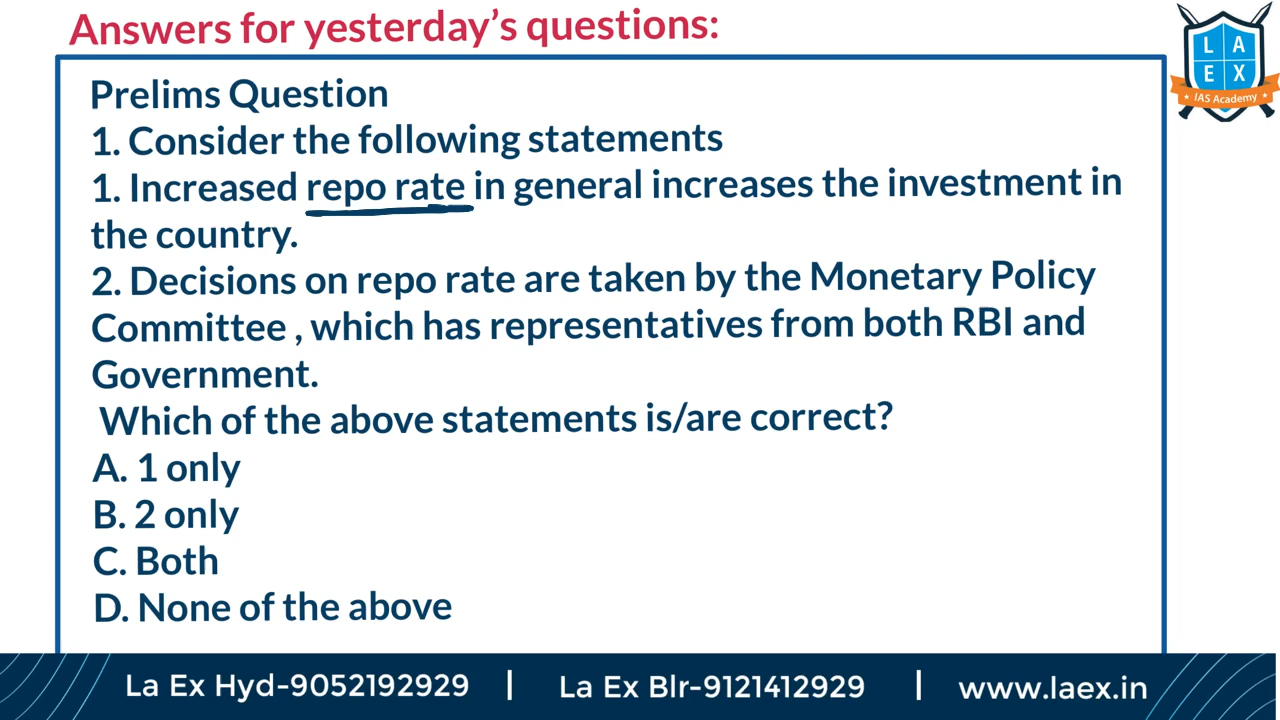 Answers for yesterday's questions:
L A
E X
IAS Academy
Prelims Question
1. Consider the following statements
1. Increased repo rate in general increases the investment in
the country.
2. Decisions on repo rate are taken by the Monetary Policy
Committee , which has representatives from both RBI and
Government.
Which of the above statements is/are correct?
A. 1 only
B. 2 only
C. Both
D. None of the above
La Ex Hyd-9052192929 | La Ex Blr-9121412929 | www.laex.in